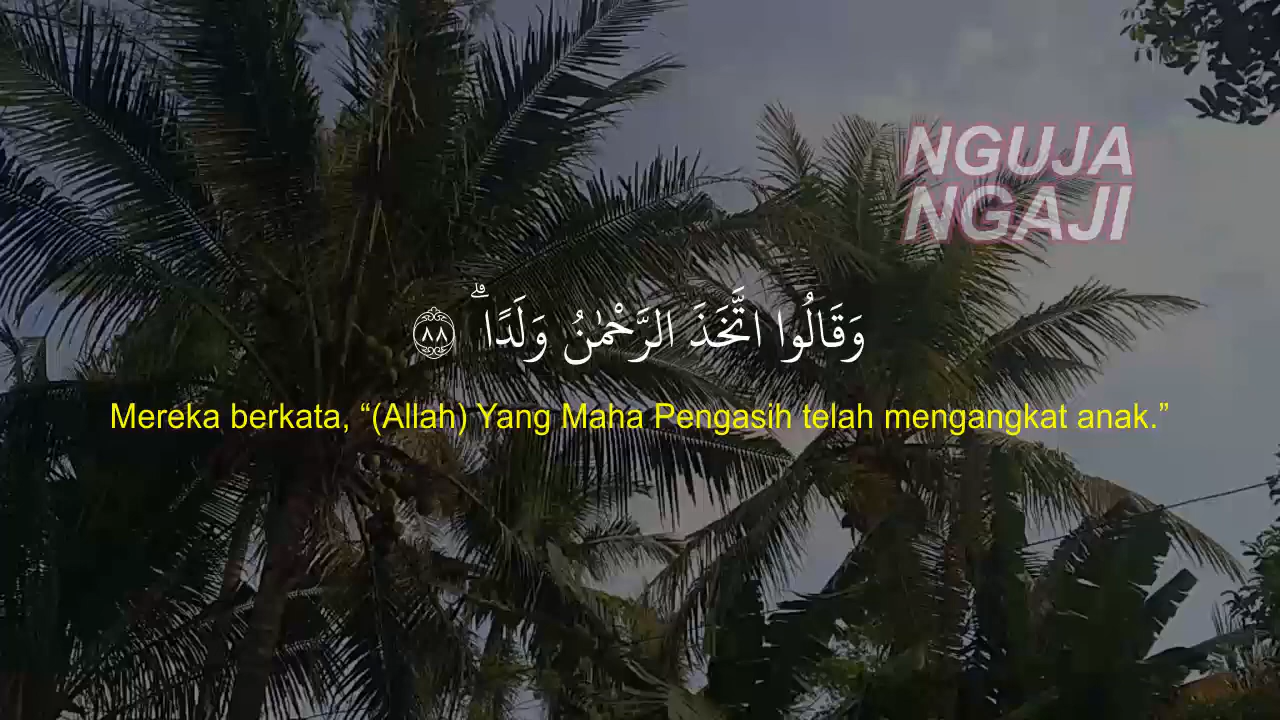 NGUJA
NGAJI
وَقَالُوا اتَّخَذَ الرَّحْمٰنُ وَلَدًاۗ ٨٨
Mereka berkata, “(Allah) Yang Maha Pengasih telah mengangkat anak.”